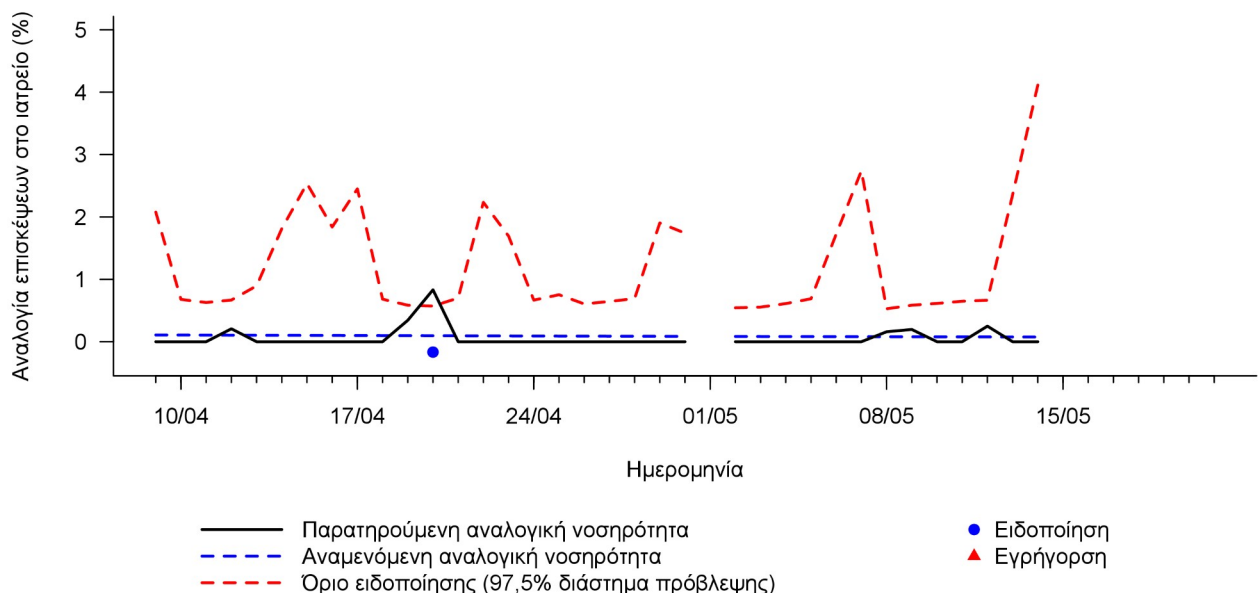 Αναλογία επισκέψεων στο ιατρείο (%)
5
4
3
2
1
0
10/04 17/04 24/04 01/05 08/05 15/05
Ημερομηνία
Παρατηρούμενη αναλογική νοσηρότητα
Αναμενόμενη αναλογική νοσηρότητα
Όριο ειδοποίησης (97,5% διάστημα πρόβλεψης)
Ειδοποίηση
Εγρήγορση